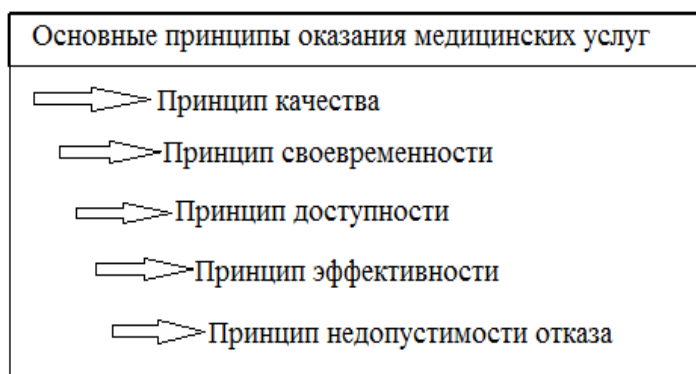 Основные принципы оказания медицинских услуг
Принцип качества
Принцип своевременности
Принцип доступности
Принцип эффективности
Принцип недопустимости отказа